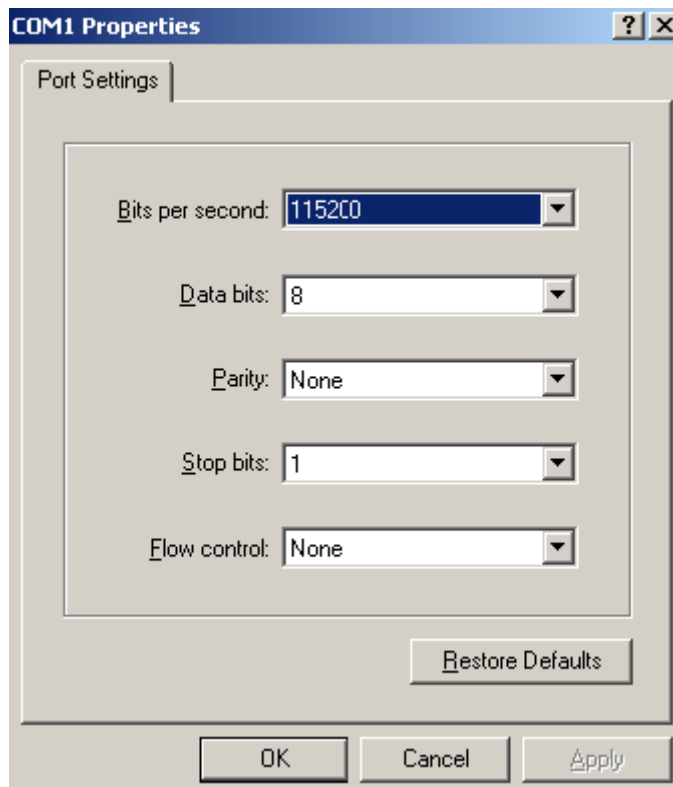 COM1 Properties
Port Settings
Bits per second: 115200
Data bits: 8
Parity: None
Stop bits: 1
Flow control: None
Restore Defaults
OK Cancel Apply